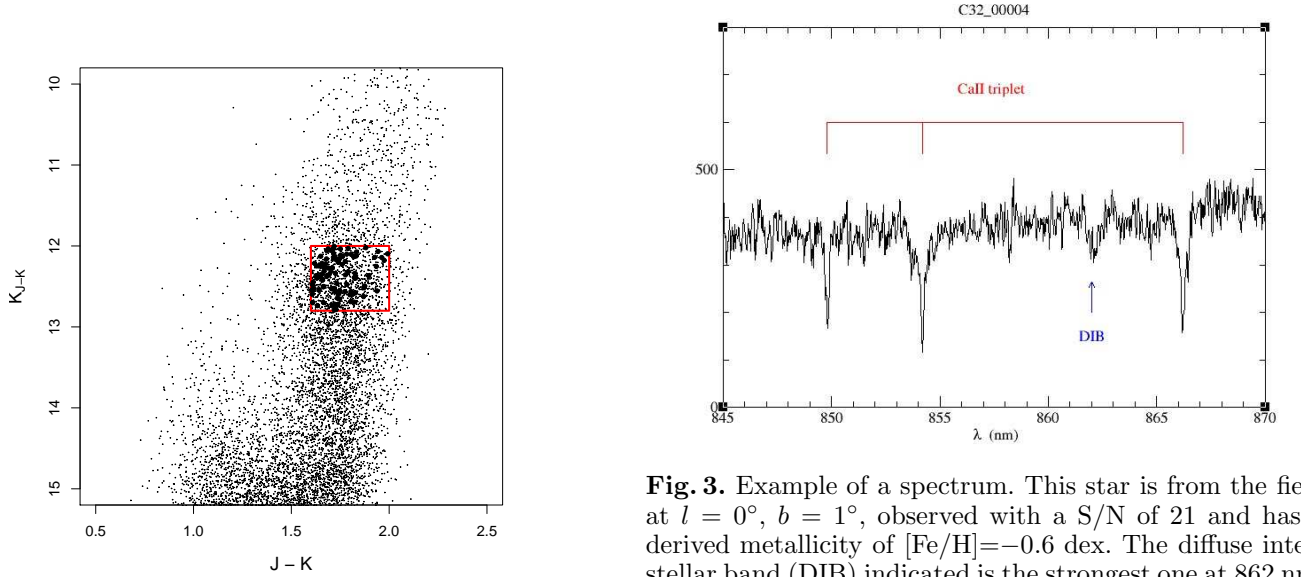 10
11
12
13
14
15
K_{J−K}
0.5 1.0 1.5 2.0 2.5
J − K
C32_00004
CaII triplet
500
DIB
0
845 850 855 860 865 870
λ (nm)
Fig. 3. Example of a spectrum. This star is from the fie
at l = 0°, b = 1°, observed with a S/N of 21 and has
derived metallicity of [Fe/H]=−0.6 dex. The diffuse inte
stellar band (DIB) indicated is the strongest one at 862 n